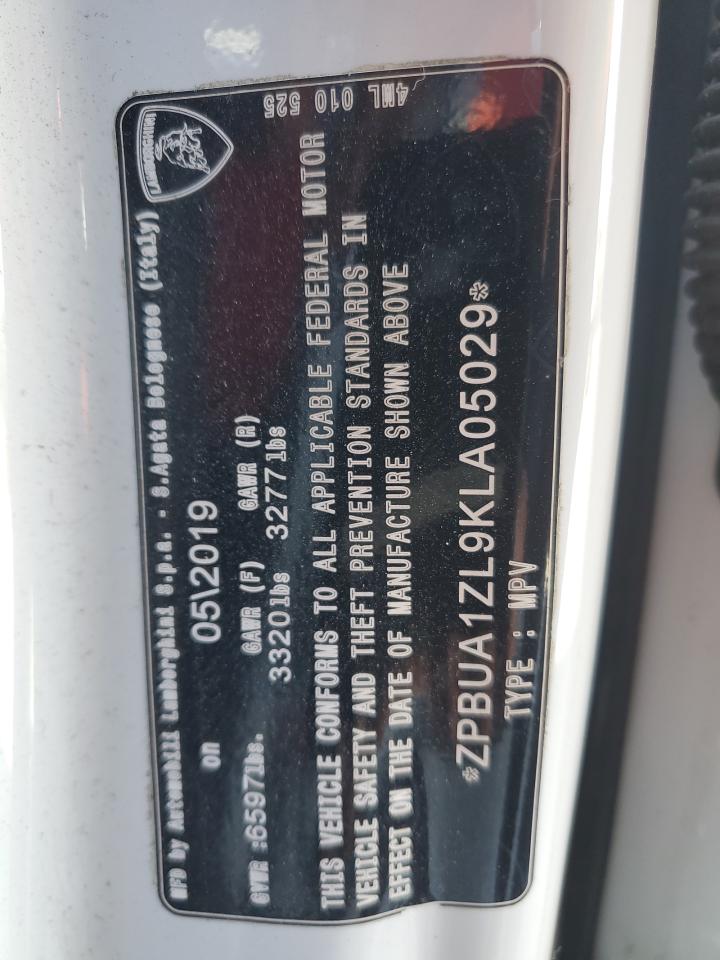 MFD by Automobili Lamborghini S.p.A. - S.Agata Bolognese (Italy)
LAMBORGHINI
on 05\2019
GAWR (F) GAWR (R)
GVWR :6597lbs. 3320lbs 3277lbs
THIS VEHICLE CONFORMS TO ALL APPLICABLE FEDERAL MOTOR
VEHICLE SAFETY AND THEFT PREVENTION STANDARDS IN
EFFECT ON THE DATE OF MANUFACTURE SHOWN ABOVE
*ZPBUA1ZL9KLA05029*
TYPE : MPV
4ML 010 525